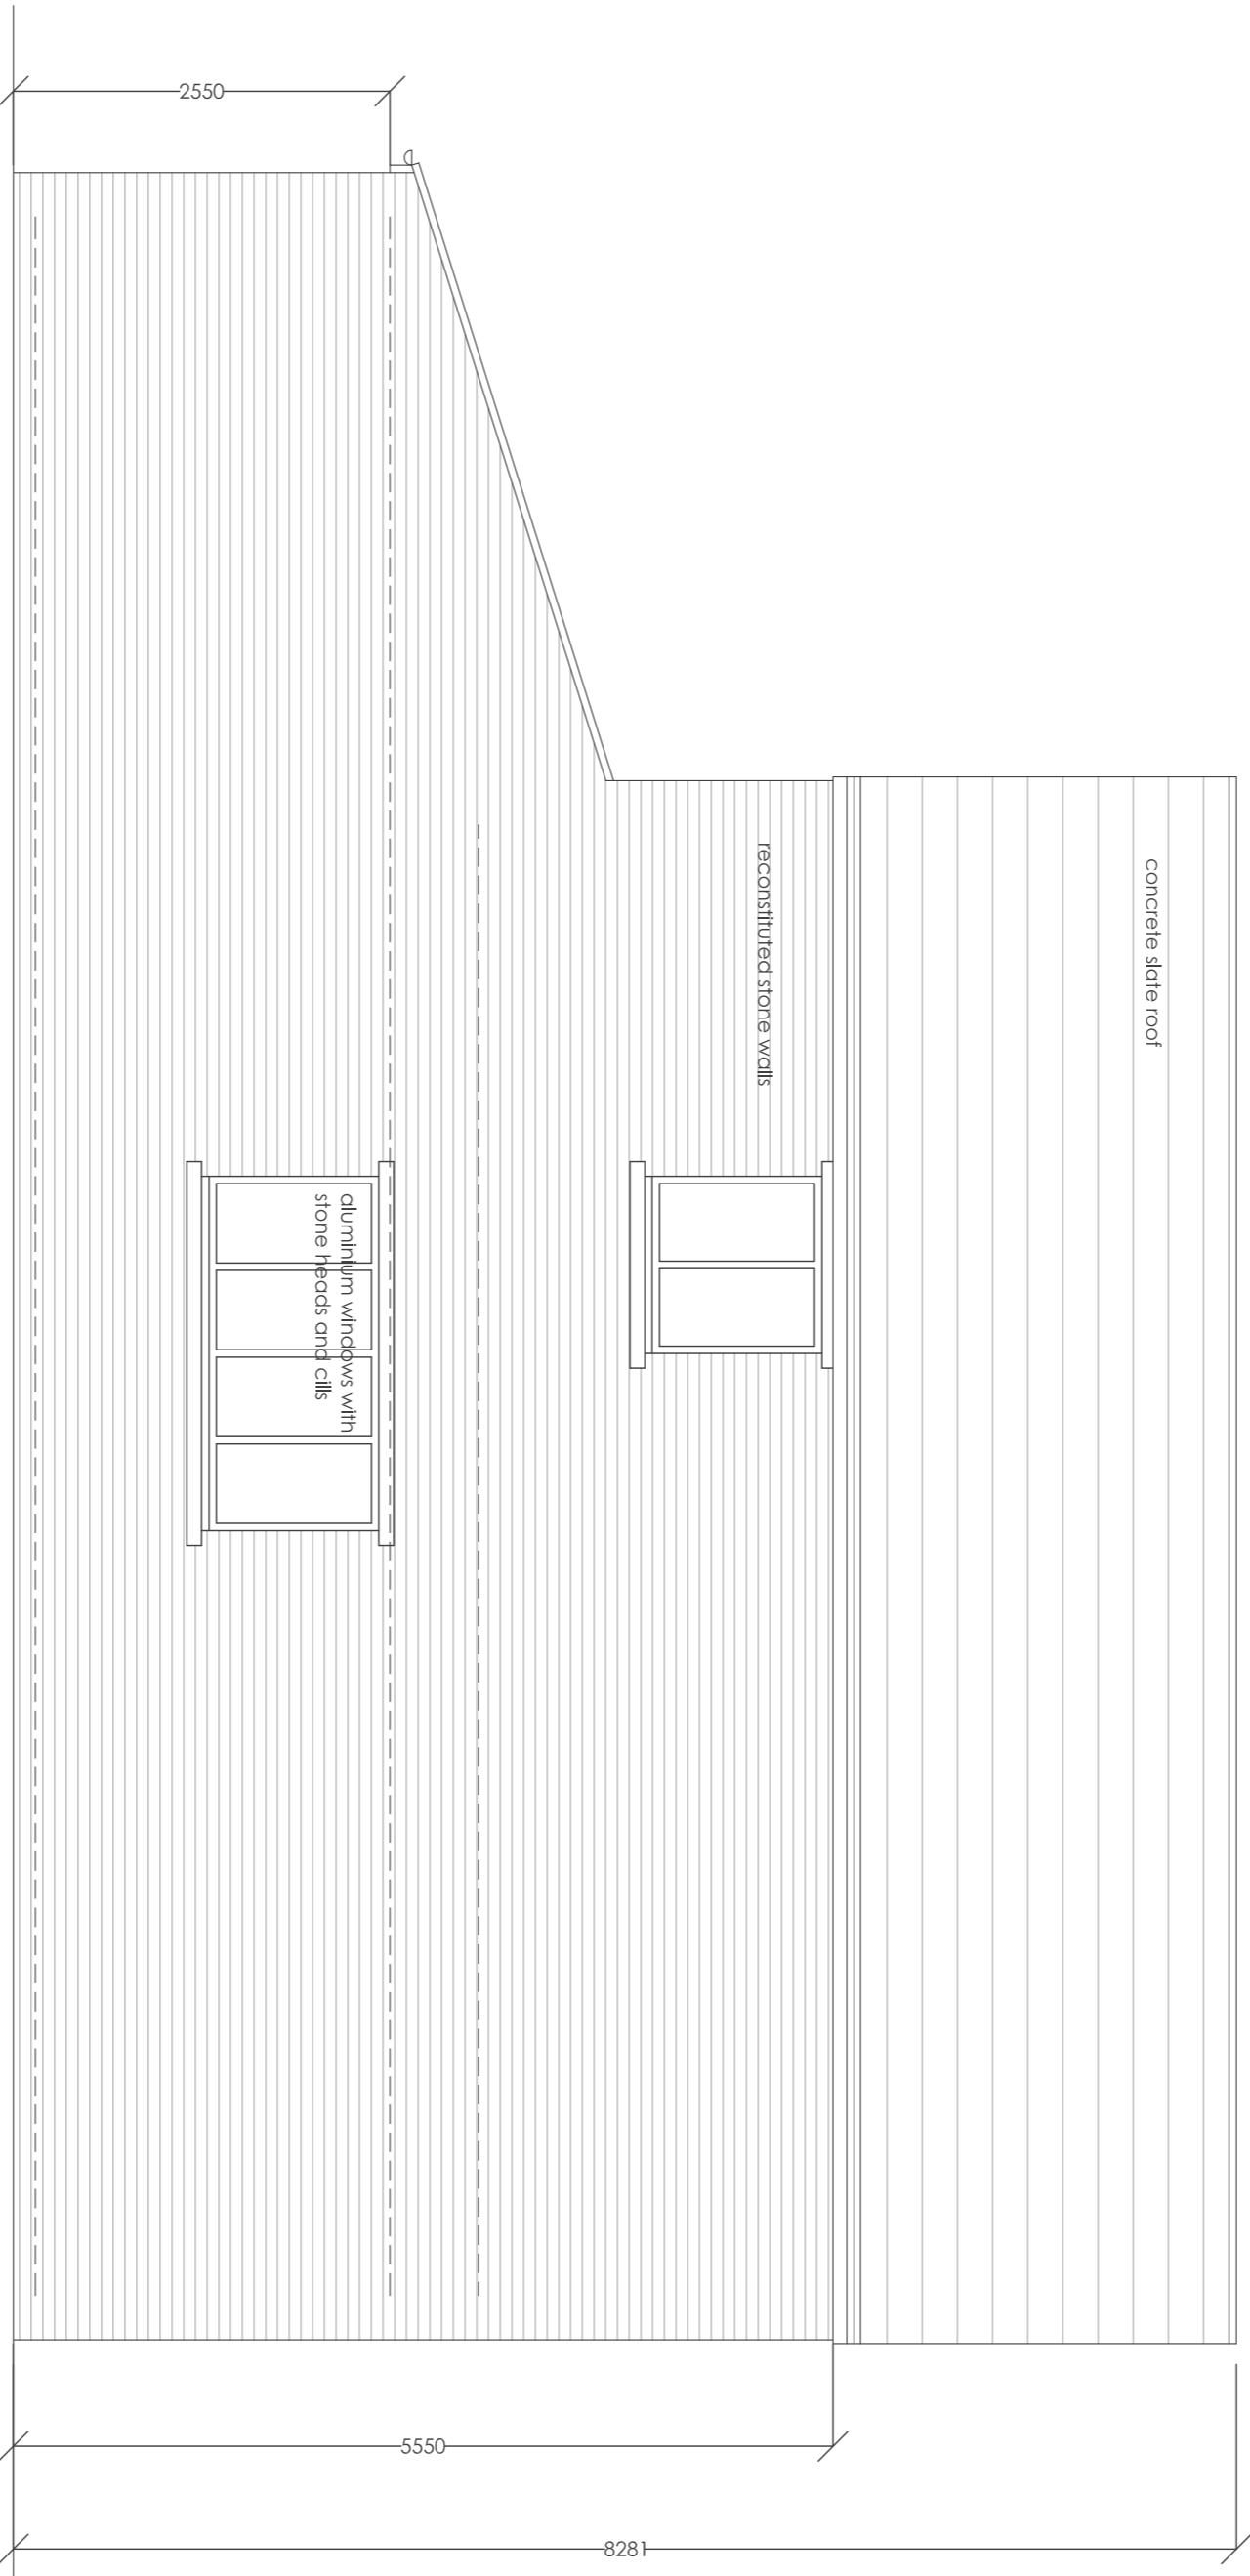 2550
concrete slate roof
reconstituted stone walls
aluminium windows with
stone heads and cills
5550
8281